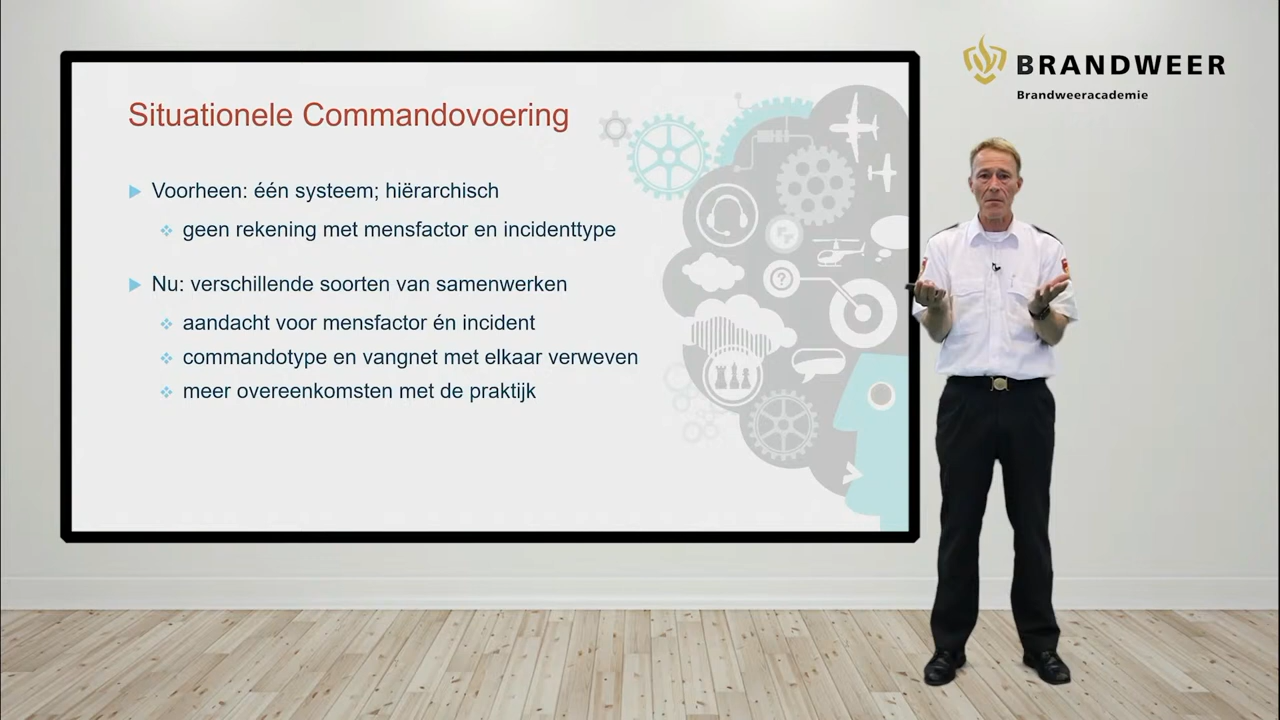 BRANDWEER
Brandweeracademie
Situationele Commandovoering
Voorheen: één systeem; hiërarchisch
geen rekening met mensfactor en incidenttype
Nu: verschillende soorten van samenwerken
aandacht voor mensfactor én incident
commandotype en vangnet met elkaar verweven
meer overeenkomsten met de praktijk
?